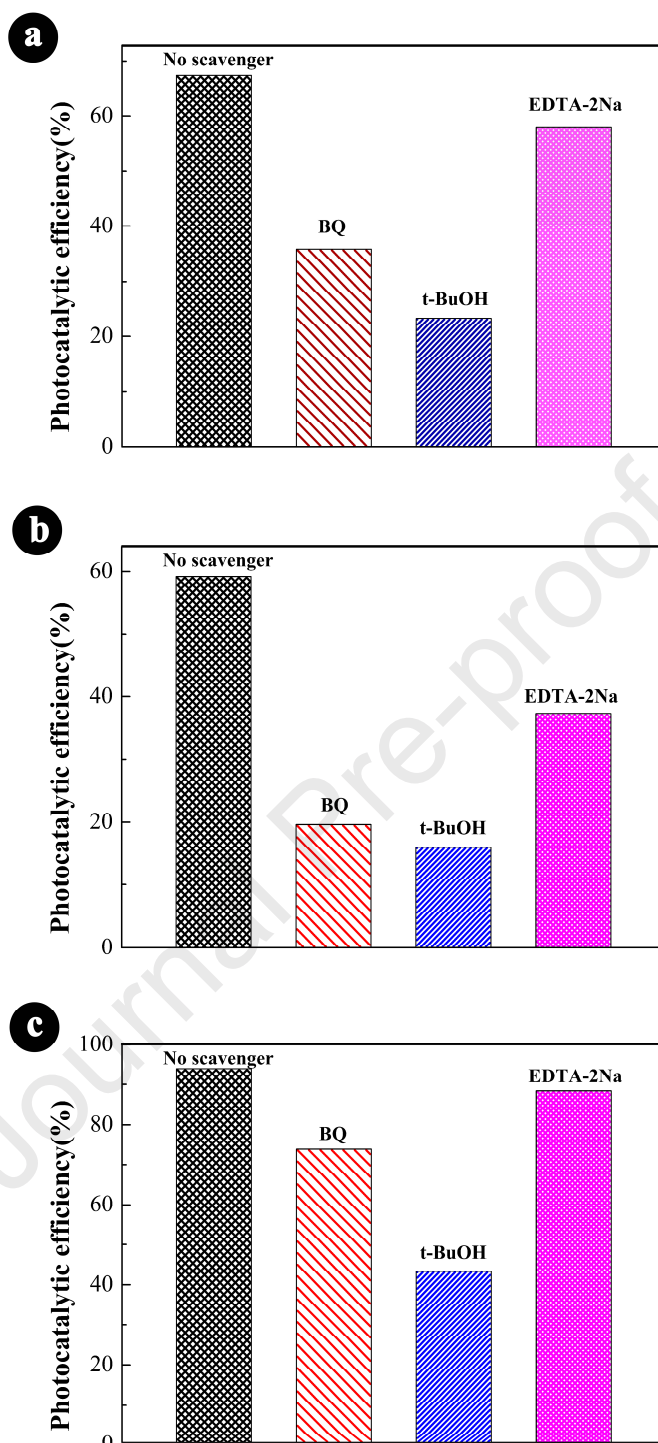 a
No scavenger
EDTA-2Na
BQ
t-BuOH
60
40
20
0
Photocatalytic efficiency(%)
b
No scavenger
EDTA-2Na
BQ
t-BuOH
60
40
20
0
Photocatalytic efficiency(%)
c
No scavenger
EDTA-2Na
BQ
t-BuOH
100
80
60
40
20
0
Photocatalytic efficiency(%)
Journal Pre-proof